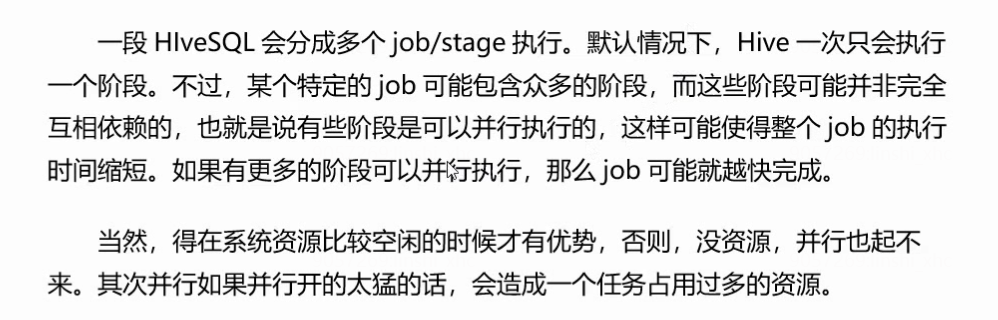 一段 HIveSQL 会分成多个 job/stage 执行。默认情况下，Hive 一次只会执行
一个阶段。不过，某个特定的 job 可能包含众多的阶段，而这些阶段可能并非完全
互相依赖的，也就是说有些阶段是可以并行执行的，这样可能使得整个 job 的执行
时间缩短。如果有更多的阶段可以并行执行，那么 job 可能就越快完成。
当然，得在系统资源比较空闲的时候才有优势，否则，没资源，并行也起不
来。其次并行如果并行开的太猛的话，会造成一个任务占用过多的资源。